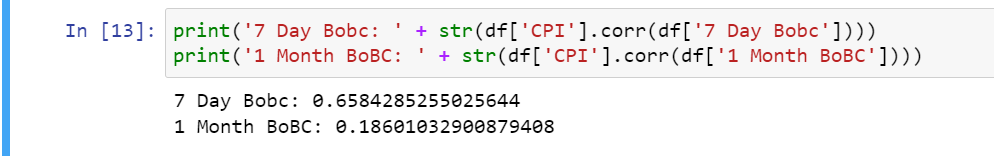 In [13]: print('7 Day Bobc: ' + str(df['CPI'].corr(df['7 Day Bobc'])))
print('1 Month BoBC: ' + str(df['CPI'].corr(df['1 Month BoBC'])))
7 Day Bobc: 0.6584285255025644
1 Month BoBC: 0.18601032900879408